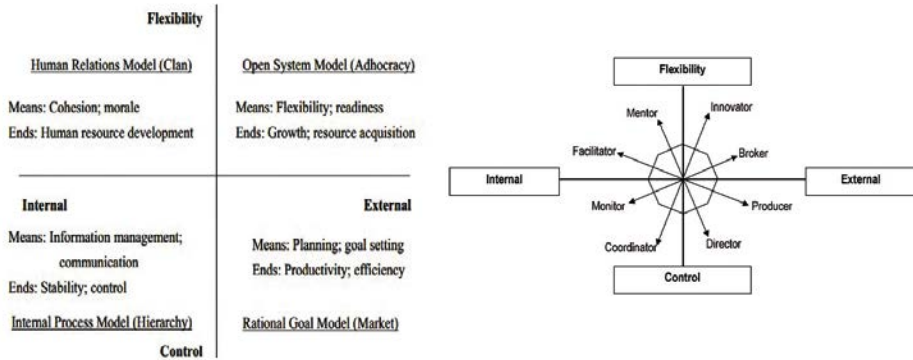 Flexibility
Human Relations Model (Clan)
Open System Model (Adhocracy)
Means: Cohesion; morale
Means: Flexibility; readiness
Ends: Human resource development
Ends: Growth; resource acquisition
Internal
External
Means: Information management;
communication
Means: Planning; goal setting
Ends: Productivity; efficiency
Ends: Stability; control
Internal Process Model (Hierarchy)
Rational Goal Model (Market)
Control
Flexibility
Mentor
Innovator
Facilitator
Broker
Internal
External
Monitor
Producer
Coordinator
Director
Control